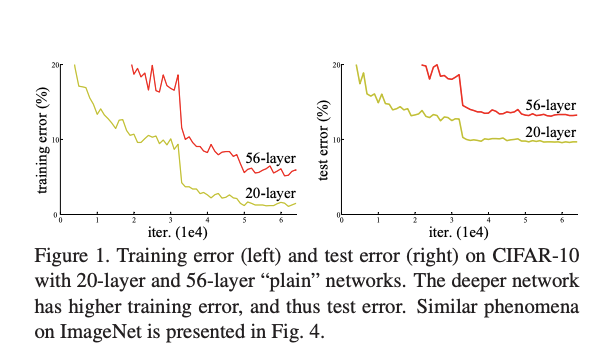 20
10
0
0 1 2 3 4 5 6
iter. (1e4)
training error (%)
56-layer
20-layer
20
10
0
0 1 2 3 4 5 6
iter. (1e4)
test error (%)
56-layer
20-layer
Figure 1. Training error (left) and test error (right) on CIFAR-10
with 20-layer and 56-layer “plain” networks. The deeper network
has higher training error, and thus test error. Similar phenomena
on ImageNet is presented in Fig. 4.